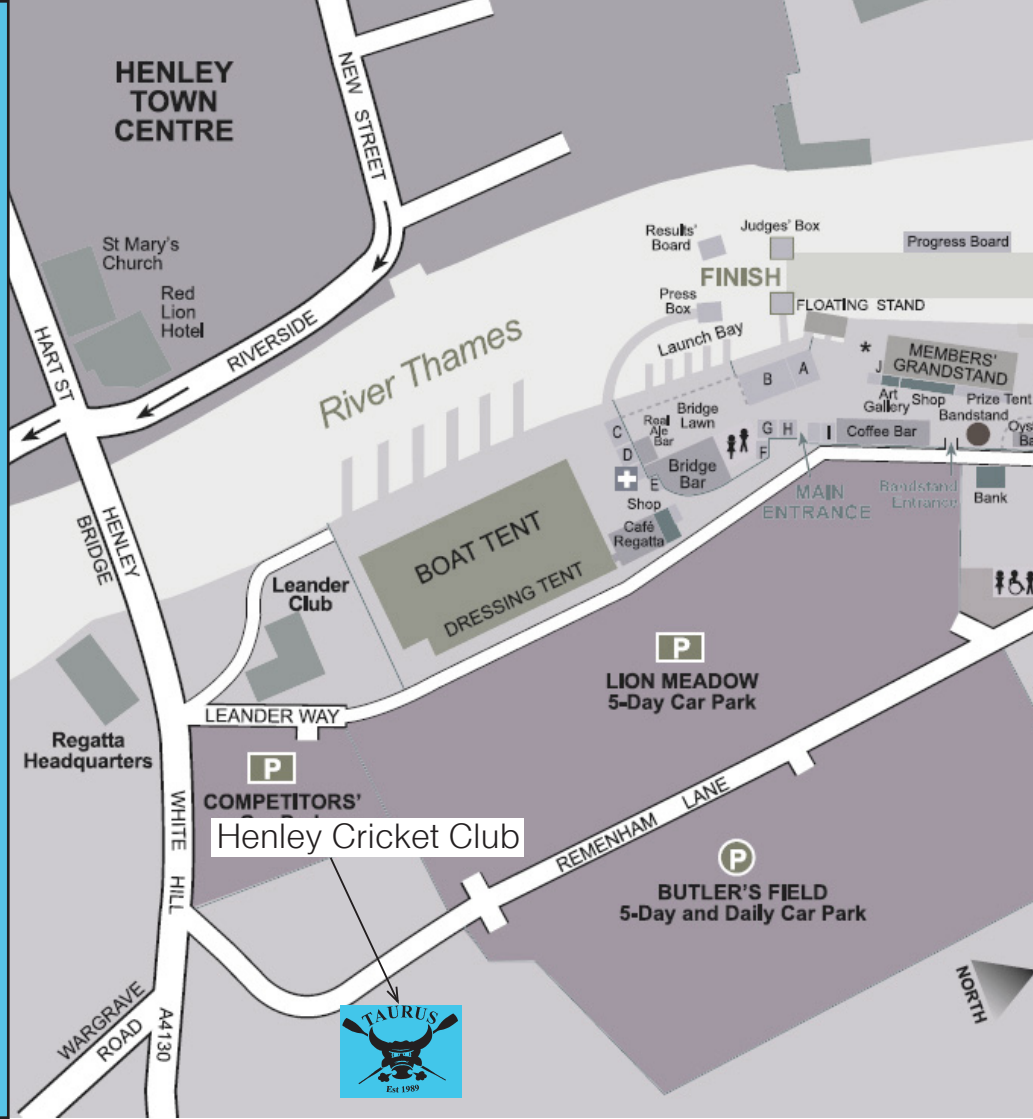 HENLEY
TOWN
CENTRE
NEW STREET
St Mary's
Church
Red
Lion
Hotel
HART ST
RIVERSIDE
River Thames
Results'
Board
Judges' Box
Progress Board
FINISH
Press
Box
FLOATING STAND
Launch Bay
*
MEMBERS'
GRANDSTAND
J
A
B
Art
Gallery
Shop
Prize Tent
Bandstand
C
D
E
Real
Ale
Bar
Bridge
Lawn
Bridge
Bar
G
H
F
I
Coffee Bar
MAIN
ENTRANCE
Bandstand
Entrance
Bank
Shop
Café
Regatta
HENLEY
BRIDGE
BOAT TENT
DRESSING TENT
Leander
Club
P
LION MEADOW
5-Day Car Park
LEANDER WAY
Regatta
Headquarters
P
COMPETITORS'
Henley Cricket Club
WHITE HILL
REMENHAM LANE
P
BUTLER'S FIELD
5-Day and Daily Car Park
NORTH
WARGRAVE
ROAD
A4130
TAURUS
Est 1989